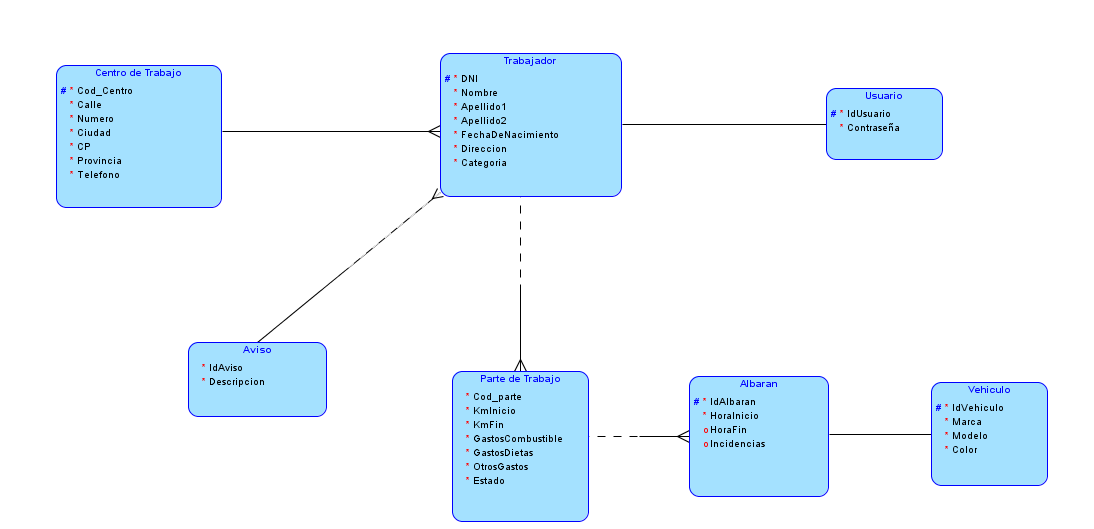 Centro de Trabajo
# * Cod_Centro
* Calle
* Numero
* Ciudad
* CP
* Provincia
* Telefono
Trabajador
# * DNI
* Nombre
* Apellido1
* Apellido2
* FechaDeNacimiento
* Direccion
* Categoria
Usuario
# * IdUsuario
* Contraseña
Aviso
* IdAviso
* Descripcion
Parte de Trabajo
* Cod_parte
* KmInicio
* KmFin
* GastosCombustible
* GastosDietas
* OtrosGastos
* Estado
Albaran
# * IdAlbaran
* HoraInicio
o HoraFin
o Incidencias
Vehiculo
# * IdVehiculo
* Marca
* Modelo
* Color